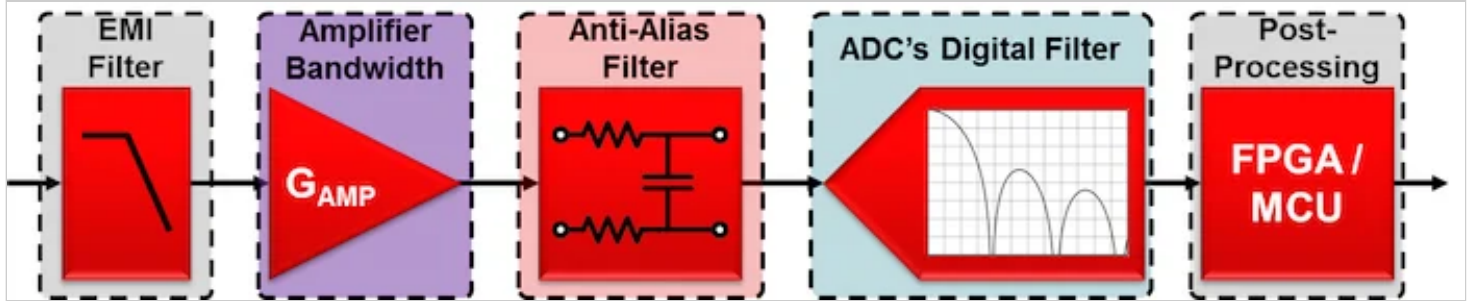 EMI
Filter
Amplifier
Bandwidth
Anti-Alias
Filter
ADC's Digital Filter
Post-
Processing
GAMP
FPGA /
MCU